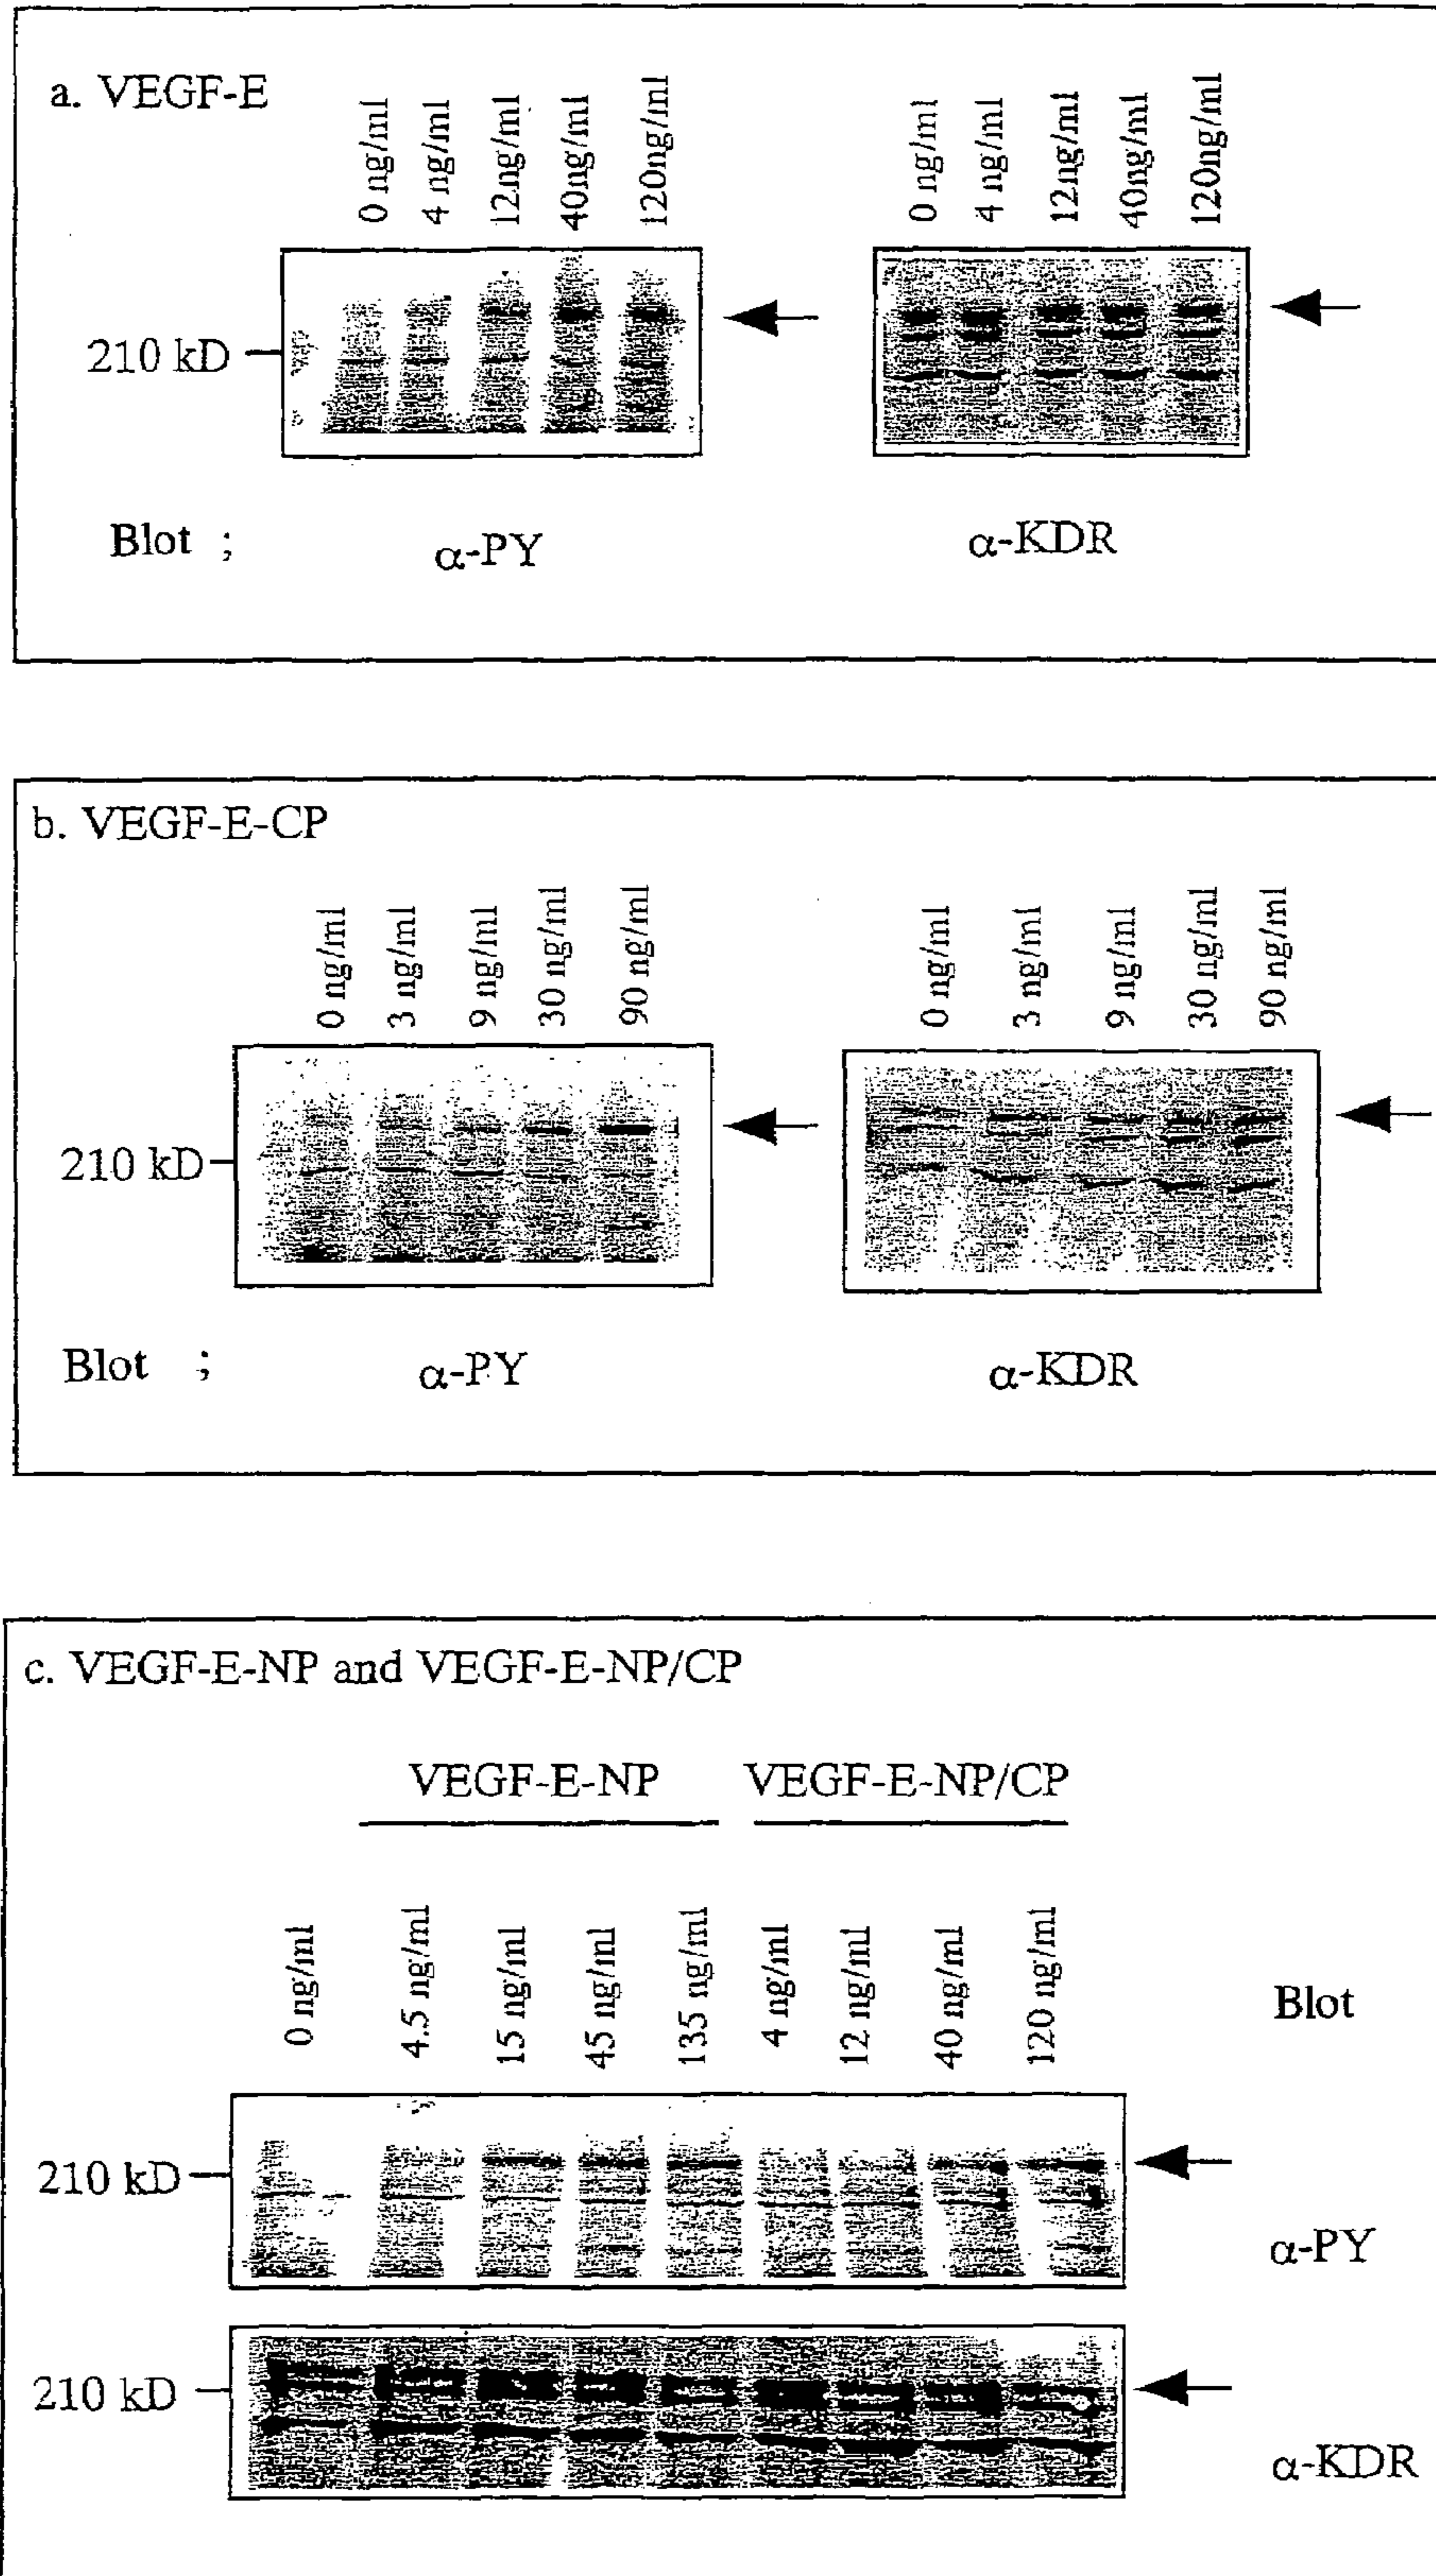 a. VEGF-E
0 ng/ml
4 ng/ml
12ng/ml
40ng/ml
120ng/ml
0 ng/ml
4 ng/ml
12ng/ml
40ng/ml
120ng/ml
210 kD
Blot ; α-PY α-KDR
b. VEGF-E-CP
0 ng/ml
3 ng/ml
9 ng/ml
30 ng/ml
90 ng/ml
0 ng/ml
3 ng/ml
9 ng/ml
30 ng/ml
90 ng/ml
210 kD
Blot ; α-PY α-KDR
c. VEGF-E-NP and VEGF-E-NP/CP
VEGF-E-NP VEGF-E-NP/CP
0 ng/ml
4.5 ng/ml
15 ng/ml
45 ng/ml
135 ng/ml
4 ng/ml
12 ng/ml
40 ng/ml
120 ng/ml
Blot
210 kD
α-PY
210 kD
α-KDR